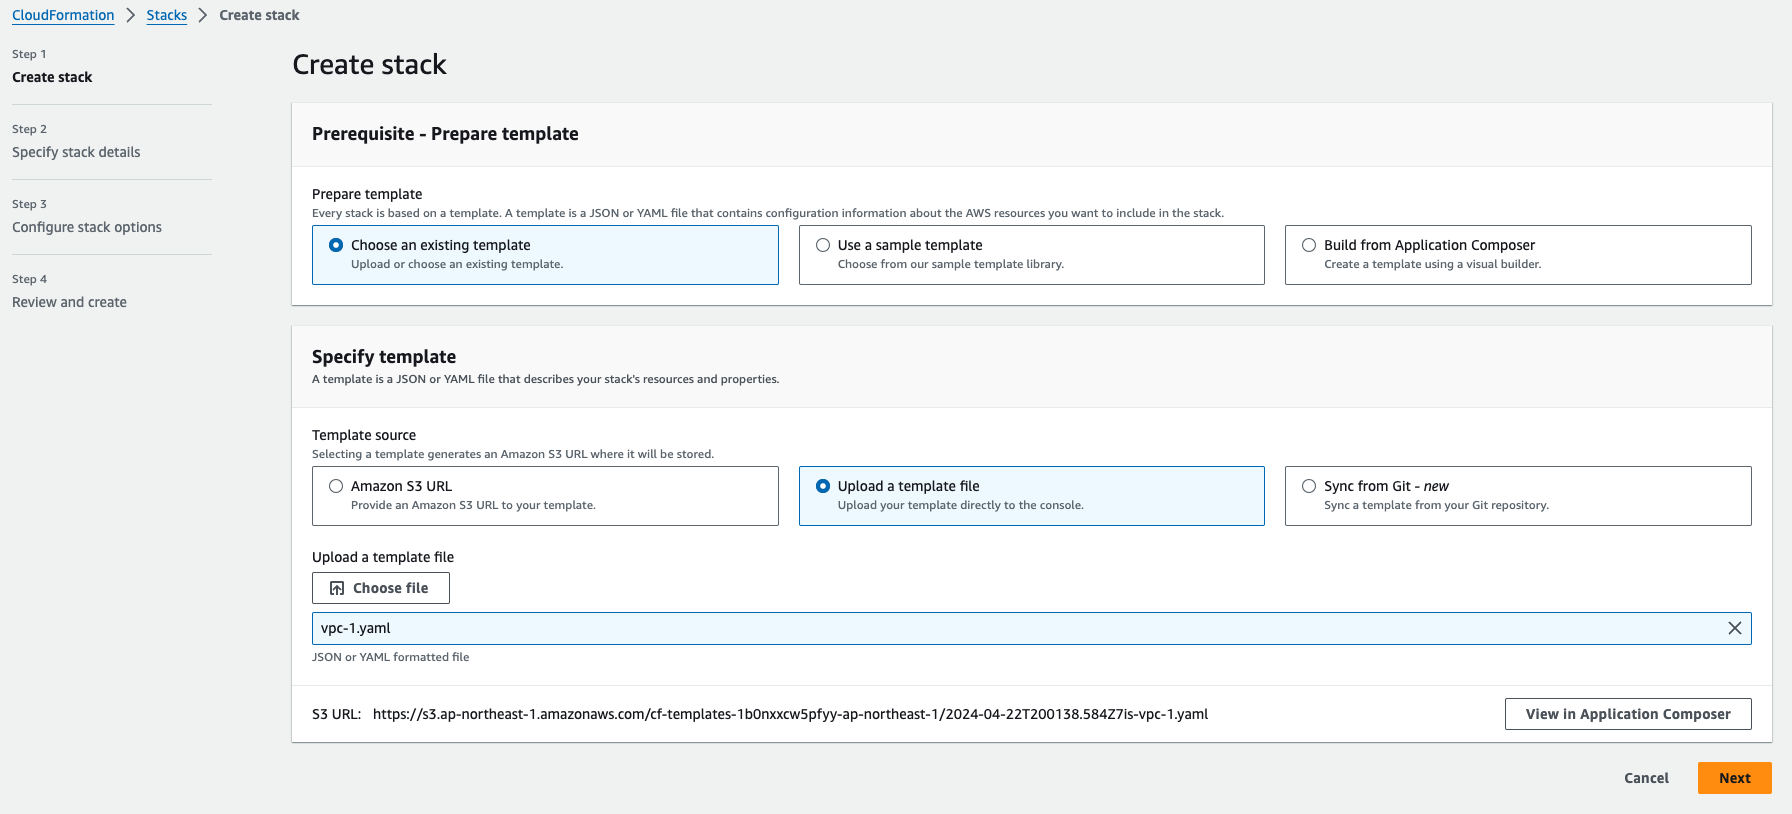 CloudFormation > Stacks > Create stack
Step 1
Create stack
Step 2
Specify stack details
Step 3
Configure stack options
Step 4
Review and create
Create stack
Prerequisite - Prepare template
Prepare template
Every stack is based on a template. A template is a JSON or YAML file that contains configuration information about the AWS resources you want to include in the stack.
Choose an existing template
Upload or choose an existing template.
Use a sample template
Choose from our sample template library.
Build from Application Composer
Create a template using a visual builder.
Specify template
A template is a JSON or YAML file that describes your stack's resources and properties.
Template source
Selecting a template generates an Amazon S3 URL where it will be stored.
Amazon S3 URL
Provide an Amazon S3 URL to your template.
Upload a template file
Upload your template directly to the console.
Sync from Git - new
Sync a template from your Git repository.
Upload a template file
Choose file
vpc-1.yaml
JSON or YAML formatted file
S3 URL: https://s3.ap-northeast-1.amazonaws.com/cf-templates-1b0nxxcw5pfyy-ap-northeast-1/2024-04-22T200138.584Z7is-vpc-1.yaml
View in Application Composer
Cancel
Next